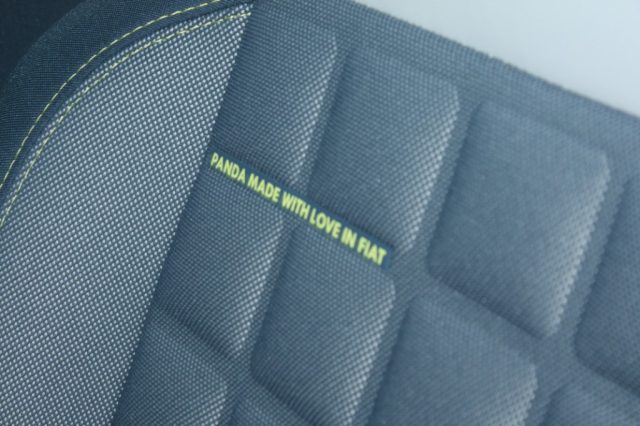 PANDA MADE WITH LOVE IN FIAT